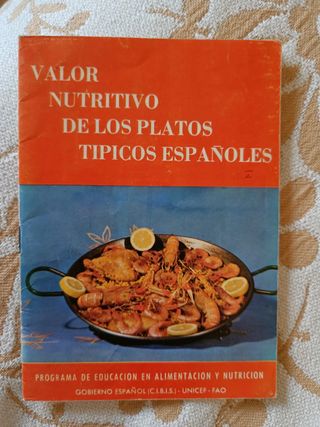 VALOR
NUTRITIVO
DE LOS PLATOS
TIPICOS ESPAÑOLES
PROGRAMA DE EDUCACION EN ALIMENTACION Y NUTRICION
GOBIERNO ESPAÑOL (C.I.B.I.S.) - UNICEF - FAO